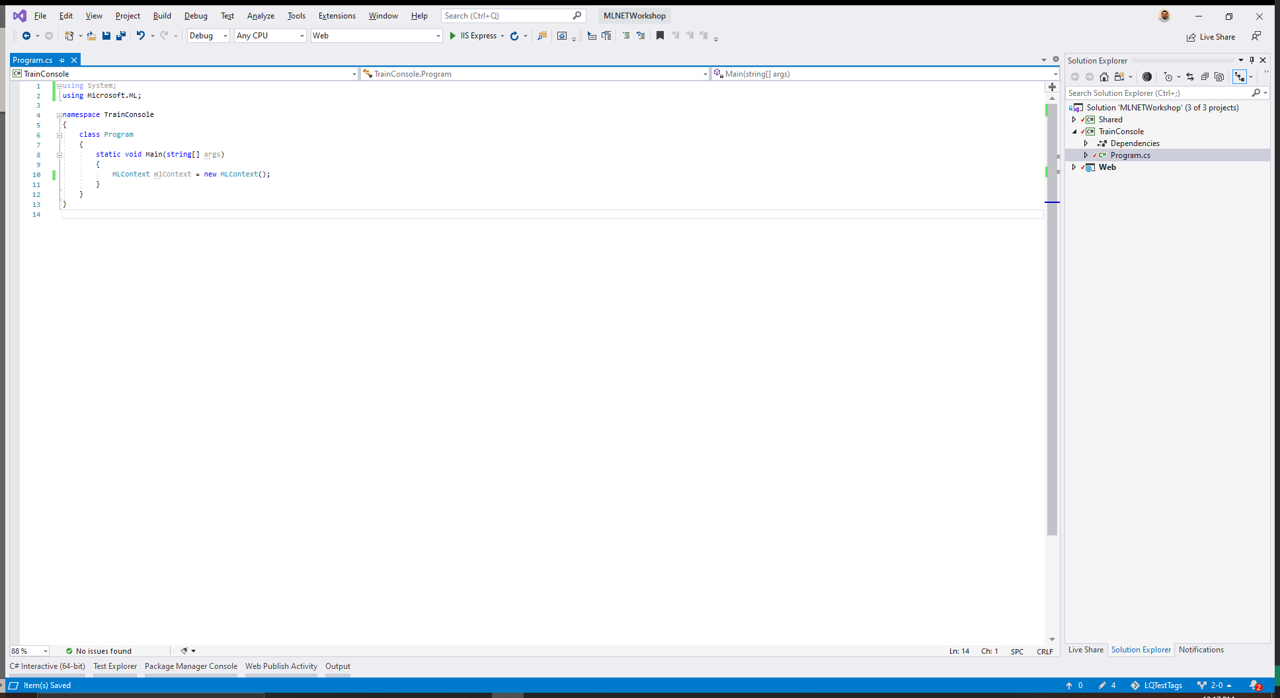 File Edit View Project Build Debug Test Analyze Tools Extensions Window Help Search (Ctrl+Q) MLNETWorkshop
Debug Any CPU Web IIS Express Live Share
Program.cs
TrainConsole TrainConsole.Program Main(string[] args)
1 using System;
2 using Microsoft.ML;
3
4 namespace TrainConsole
5 {
6 class Program
7 {
8 static void Main(string[] args)
9 {
10 MLContext mlContext = new MLContext();
11 }
12 }
13 }
14
Solution Explorer
Search Solution Explorer (Ctrl+;)
Solution 'MLNETWorkshop' (3 of 3 projects)
Shared
TrainConsole
Dependencies
Program.cs
Web
88 % No issues found Ln: 14 Ch: 1 SPC CRLF
Live Share Solution Explorer Notifications
C# Interactive (64-bit) Test Explorer Package Manager Console Web Publish Activity Output
Item(s) Saved 0 4 LQTestTags 2-0 2